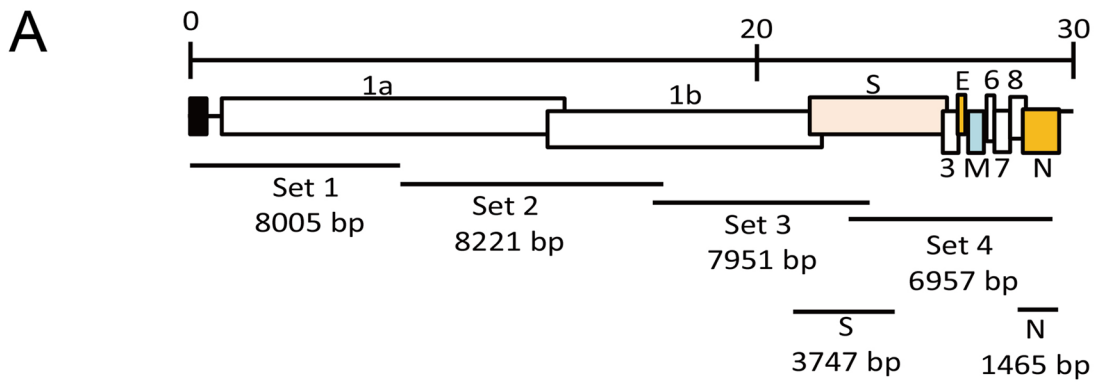 A
0 20 30
1a 1b S E 6 8
3 M 7 N
Set 1
8005 bp
Set 2
8221 bp
Set 3
7951 bp
Set 4
6957 bp
S
3747 bp
N
1465 bp